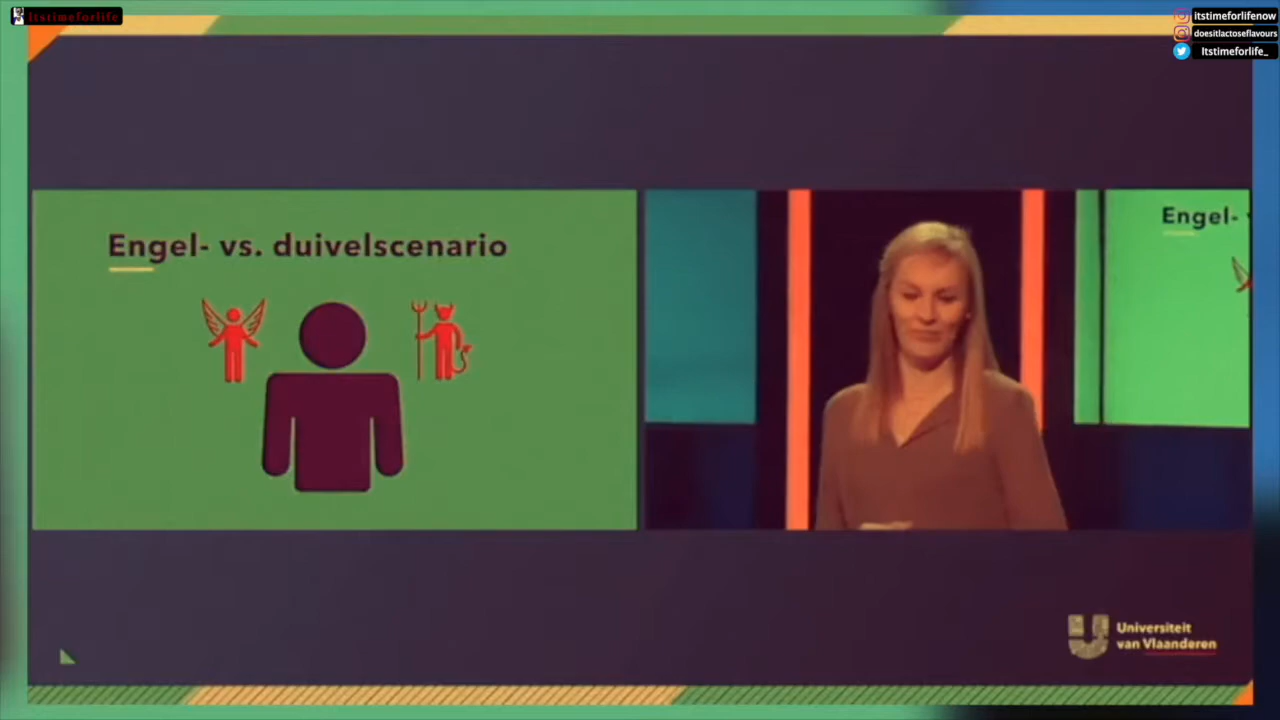 Itstimeforlife
itstimeforlifenow
doesitlactoseflavours
Itstimeforlife_
Engel- vs. duivelscenario
Engel-
Universiteit
van Vlaanderen